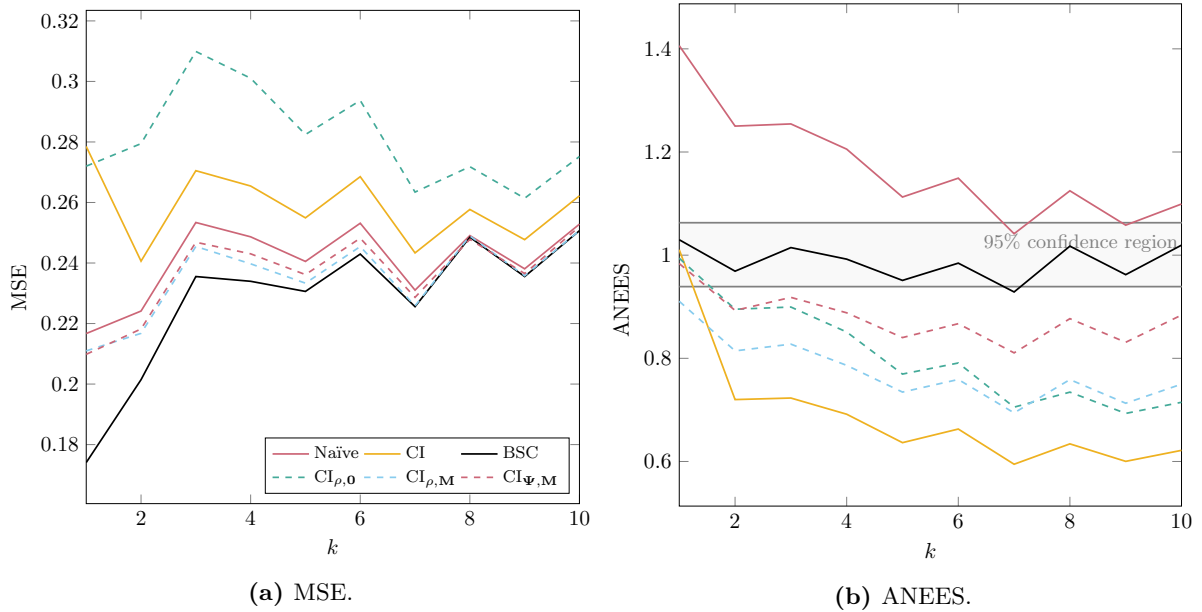 0.32
0.3
0.28
0.26
0.24
0.22
0.2
0.18
MSE
2 4 6 8 10
k
Naïve CI BSC
CIρ,0 CIρ,M CIΨ,M
(a) MSE.
1.4
1.2
1
0.8
0.6
ANEES
95% confidence region
2 4 6 8 10
k
(b) ANEES.